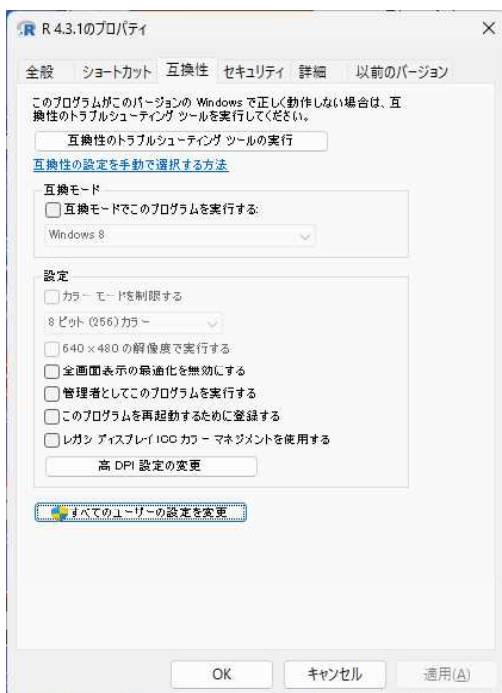 R 4.3.1のプロパティ
全般 ショートカット 互換性 セキュリティ 詳細 以前のバージョン
このプログラムがこのバージョンの Windows で正しく動作しない場合は、互
換性のトラブルシューティング ツールを実行してください。
互換性のトラブルシューティング ツールの実行
互換性の設定を手動で選択する方法
互換モード
互換モードでこのプログラムを実行する:
Windows 8
設定
カラー モードを制限する
8 ビット (256) カラー
640 × 480 の解像度で実行する
全画面表示の最適化を無効にする
管理者としてこのプログラムを実行する
このプログラムを再起動するために登録する
レガシ ディスプレイ ICC カラー マネジメントを使用する
高 DPI 設定の変更
すべてのユーザーの設定を変更
OK キャンセル 適用(A)